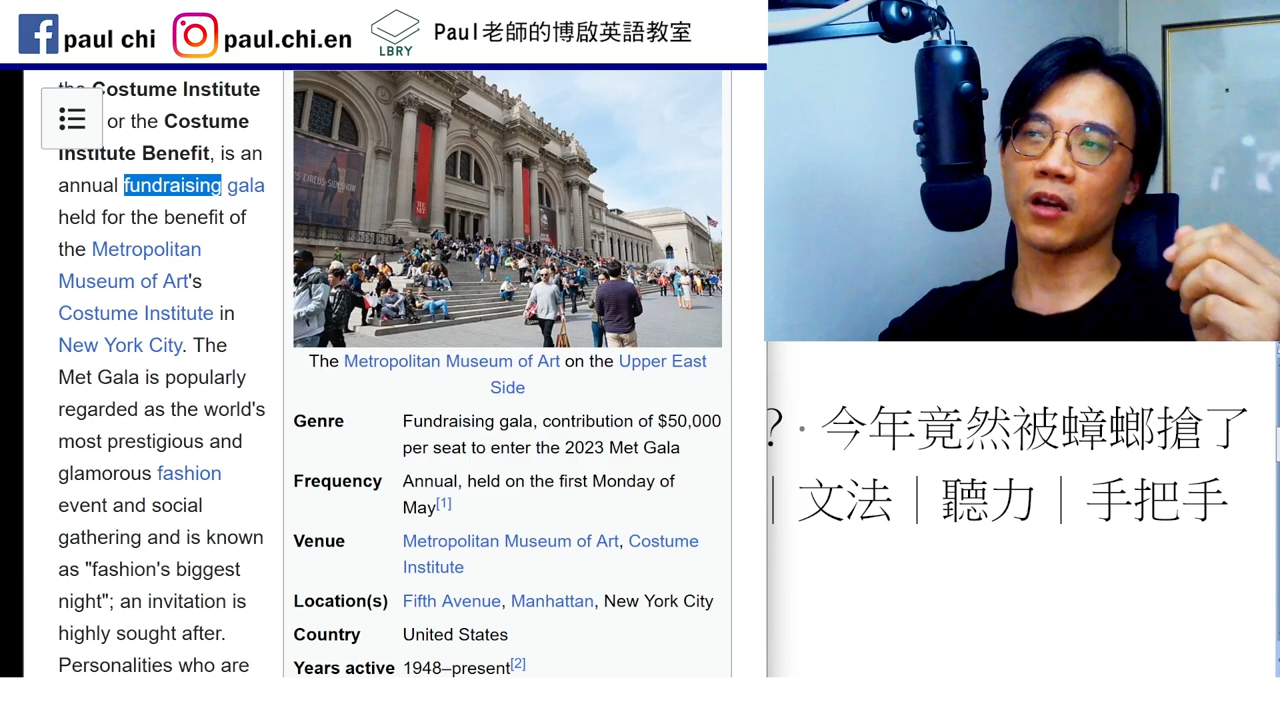 paul chi
paul.chi.en
LBRY
Paul老師的博啟英語教室
the Costume Institute
or the Costume
Institute Benefit, is an
annual fundraising gala
held for the benefit of
the Metropolitan
Museum of Art's
Costume Institute in
New York City. The
Met Gala is popularly
regarded as the world's
most prestigious and
glamorous fashion
event and social
gathering and is known
as "fashion's biggest
night"; an invitation is
highly sought after.
Personalities who are
THE MET
The Metropolitan Museum of Art on the Upper East
Side
Genre Fundraising gala, contribution of $50,000
per seat to enter the 2023 Met Gala
Frequency Annual, held on the first Monday of
May[1]
Venue Metropolitan Museum of Art, Costume
Institute
Location(s) Fifth Avenue, Manhattan, New York City
Country United States
Years active 1948–present[2]
?·今年竟然被蟑螂搶了
|文法|聽力|手把手